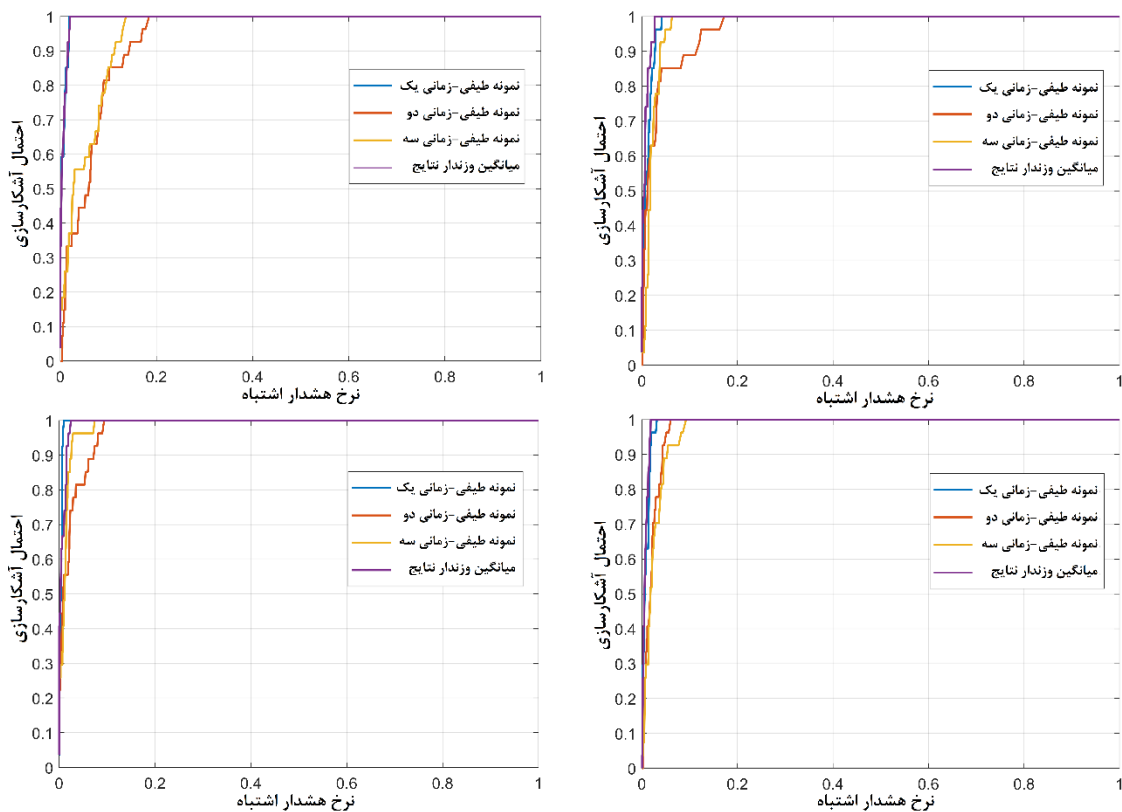 1
0.9
0.8
0.7
0.6
0.5
0.4
0.3
0.2
0.1
0
احتمال آشکارسازی
نمونه طیفی-زمانی یک
نمونه طیفی-زمانی دو
نمونه طیفی-زمانی سه
میانگین وزندار نتایج
0 0.2 0.4 0.6 0.8 1
نرخ هشدار اشتباه
1
0.9
0.8
0.7
0.6
0.5
0.4
0.3
0.2
0.1
0
احتمال آشکارسازی
نمونه طیفی-زمانی یک
نمونه طیفی-زمانی دو
نمونه طیفی-زمانی سه
میانگین وزندار نتایج
0 0.2 0.4 0.6 0.8 1
نرخ هشدار اشتباه
1
0.9
0.8
0.7
0.6
0.5
0.4
0.3
0.2
0.1
0
احتمال آشکارسازی
نمونه طیفی-زمانی یک
نمونه طیفی-زمانی دو
نمونه طیفی-زمانی سه
میانگین وزندار نتایج
0 0.2 0.4 0.6 0.8 1
نرخ هشدار اشتباه
1
0.9
0.8
0.7
0.6
0.5
0.4
0.3
0.2
0.1
0
احتمال آشکارسازی
نمونه طیفی-زمانی یک
نمونه طیفی-زمانی دو
نمونه طیفی-زمانی سه
میانگین وزندار نتایج
0 0.2 0.4 0.6 0.8 1
نرخ هشدار اشتباه